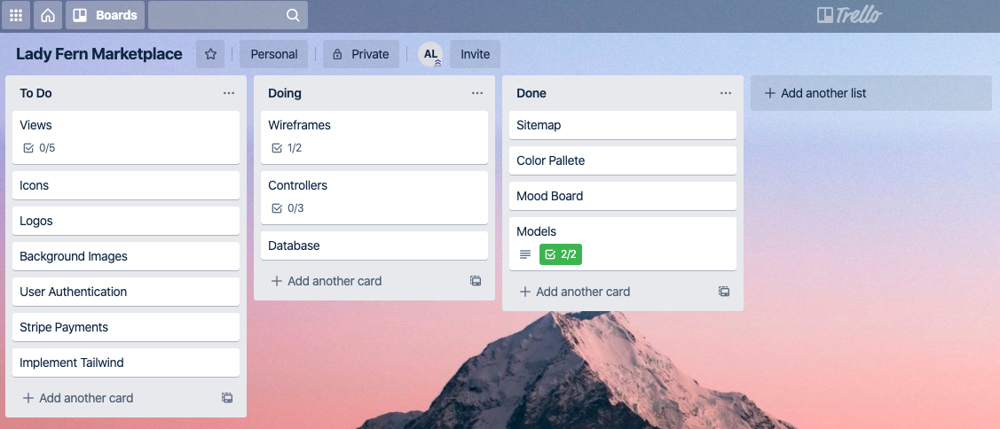 Boards
Trello
Lady Fern Marketplace
Personal
Private
AL
Invite
To Do
Views
0/5
Icons
Logos
Background Images
User Authentication
Stripe Payments
Implement Tailwind
Add another card
Doing
Wireframes
1/2
Controllers
0/3
Database
Add another card
Done
Sitemap
Color Pallete
Mood Board
Models
2/2
Add another card
Add another list